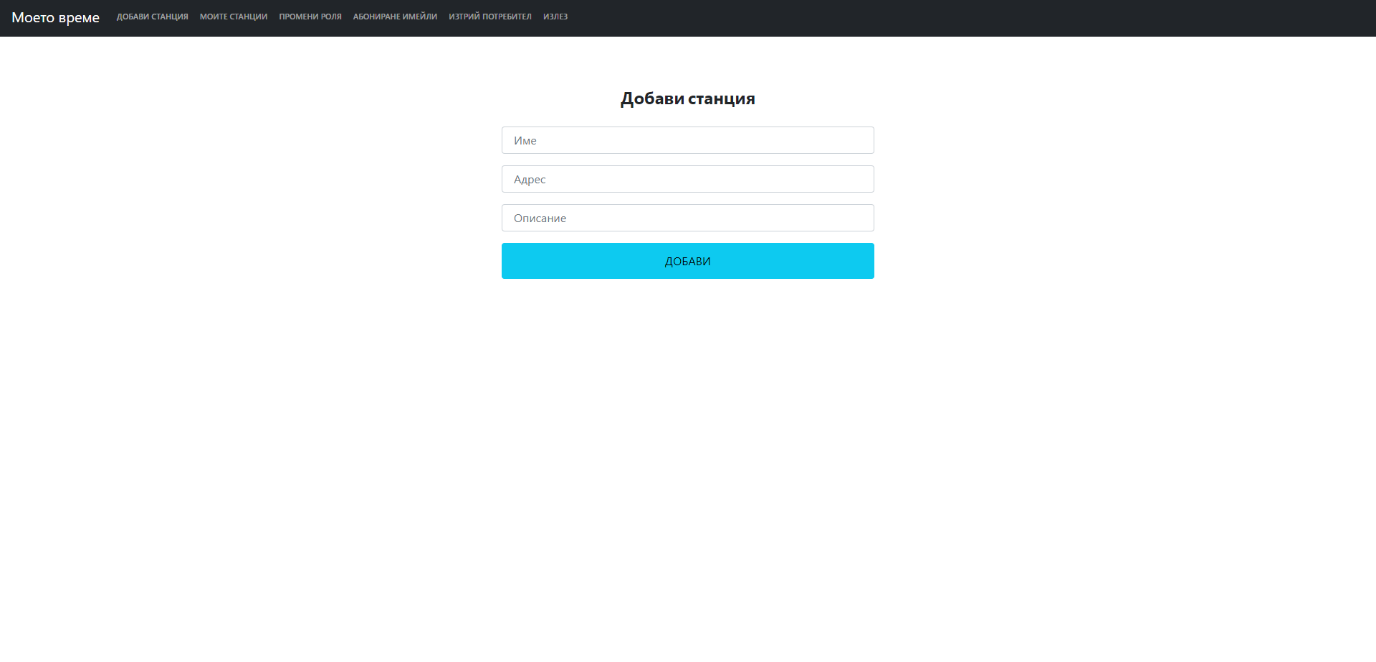 Моето време ДОБАВИ СТАНЦИЯ МОИТЕ СТАНЦИИ ПРОМЕНИ РОЛЯ АБОНИРАНЕ ИМЕЙЛИ ИЗТРИЙ ПОТРЕБИТЕЛ ИЗЛЕЗ
Добави станция
Име
Адрес
Описание
ДОБАВИ